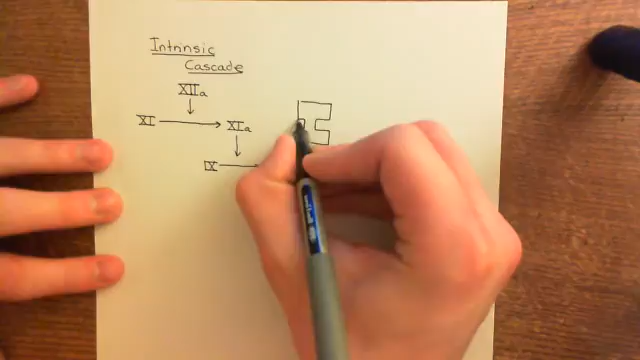 Intrinsic
Cascade
XIIa
XI → XIa
IX